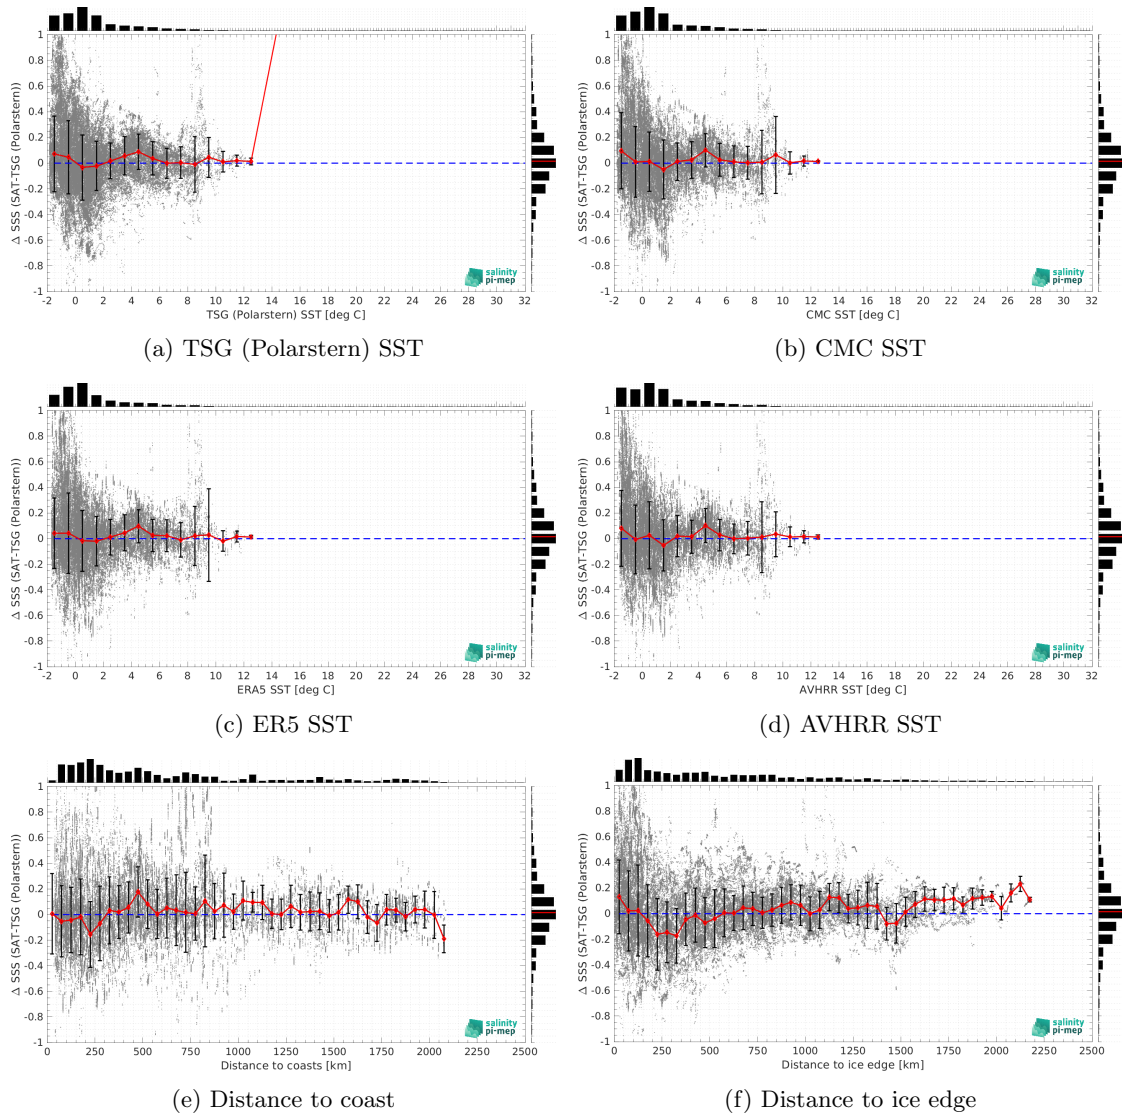 1
0.8
0.6
0.4
0.2
0
-0.2
-0.4
-0.6
-0.8
-1
Δ SSS (SAT-TSG (Polarstern))
salinity
pi-mep
-2 0 2 4 6 8 10 12 14 16 18 20 22 24 26 28 30 32
TSG (Polarstern) SST [deg C]
(a) TSG (Polarstern) SST
1
0.8
0.6
0.4
0.2
0
-0.2
-0.4
-0.6
-0.8
-1
Δ SSS (SAT-TSG (Polarstern))
salinity
pi-mep
-2 0 2 4 6 8 10 12 14 16 18 20 22 24 26 28 30 32
CMC SST [deg C]
(b) CMC SST
1
0.8
0.6
0.4
0.2
0
-0.2
-0.4
-0.6
-0.8
-1
Δ SSS (SAT-TSG (Polarstern))
salinity
pi-mep
-2 0 2 4 6 8 10 12 14 16 18 20 22 24 26 28 30 32
ERA5 SST [deg C]
(c) ER5 SST
1
0.8
0.6
0.4
0.2
0
-0.2
-0.4
-0.6
-0.8
-1
Δ SSS (SAT-TSG (Polarstern))
salinity
pi-mep
-2 0 2 4 6 8 10 12 14 16 18 20 22 24 26 28 30 32
AVHRR SST [deg C]
(d) AVHRR SST
1
0.8
0.6
0.4
0.2
0
-0.2
-0.4
-0.6
-0.8
-1
Δ SSS (SAT-TSG (Polarstern))
salinity
pi-mep
0 250 500 750 1000 1250 1500 1750 2000 2250 2500
Distance to coasts [km]
(e) Distance to coast
1
0.8
0.6
0.4
0.2
0
-0.2
-0.4
-0.6
-0.8
-1
Δ SSS (SAT-TSG (Polarstern))
salinity
pi-mep
0 250 500 750 1000 1250 1500 1750 2000 2250 2500
Distance to ice edge [km]
(f) Distance to ice edge